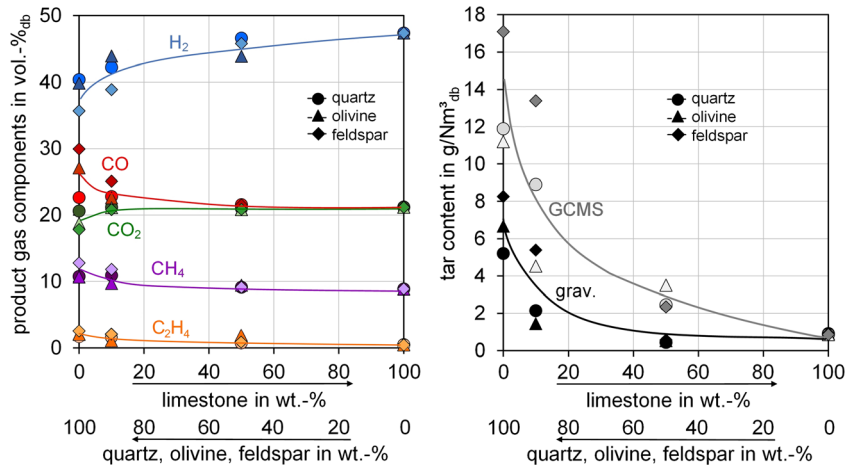 product gas components in vol.-%db
50
40
30
20
10
0
H2
quartz
olivine
feldspar
CO
CO2
CH4
C2H4
0 20 40 60 80 100
limestone in wt.-%
100 80 60 40 20 0
quartz, olivine, feldspar in wt.-%
tar content in g/Nm³db
18
16
14
12
10
8
6
4
2
0
quartz
olivine
feldspar
GCMS
grav.
0 20 40 60 80 100
limestone in wt.-%
100 80 60 40 20 0
quartz, olivine, feldspar in wt.-%